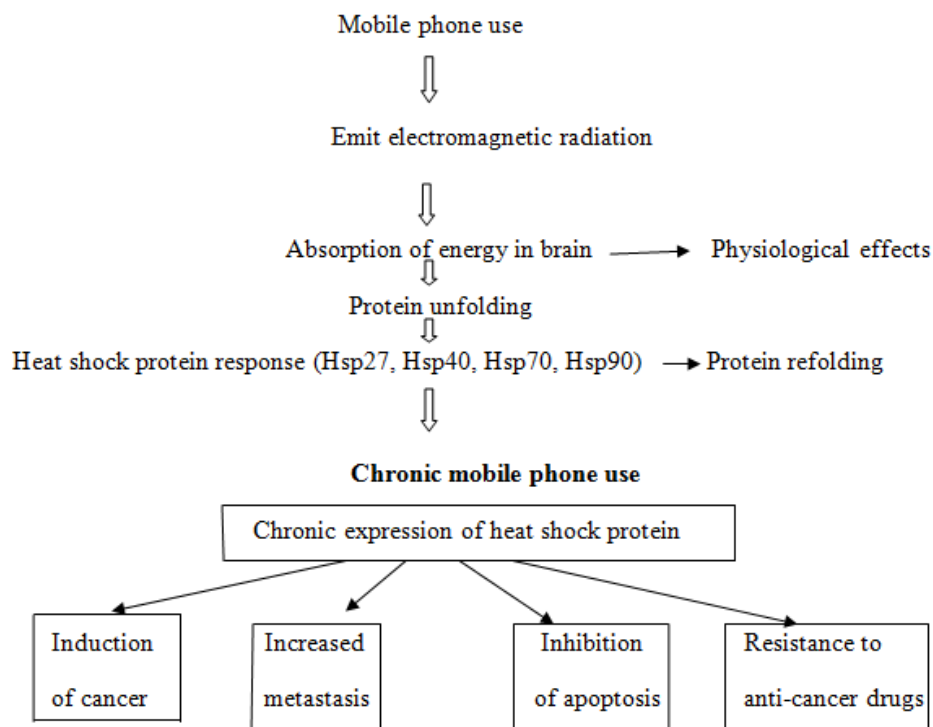 Mobile phone use
Emit electromagnetic radiation
Absorption of energy in brain
Physiological effects
Protein unfolding
Heat shock protein response (Hsp27, Hsp40, Hsp70, Hsp90)
Protein refolding
Chronic mobile phone use
Chronic expression of heat shock protein
Induction
of cancer
Increased
metastasis
Inhibition
of apoptosis
Resistance to
anti-cancer drugs